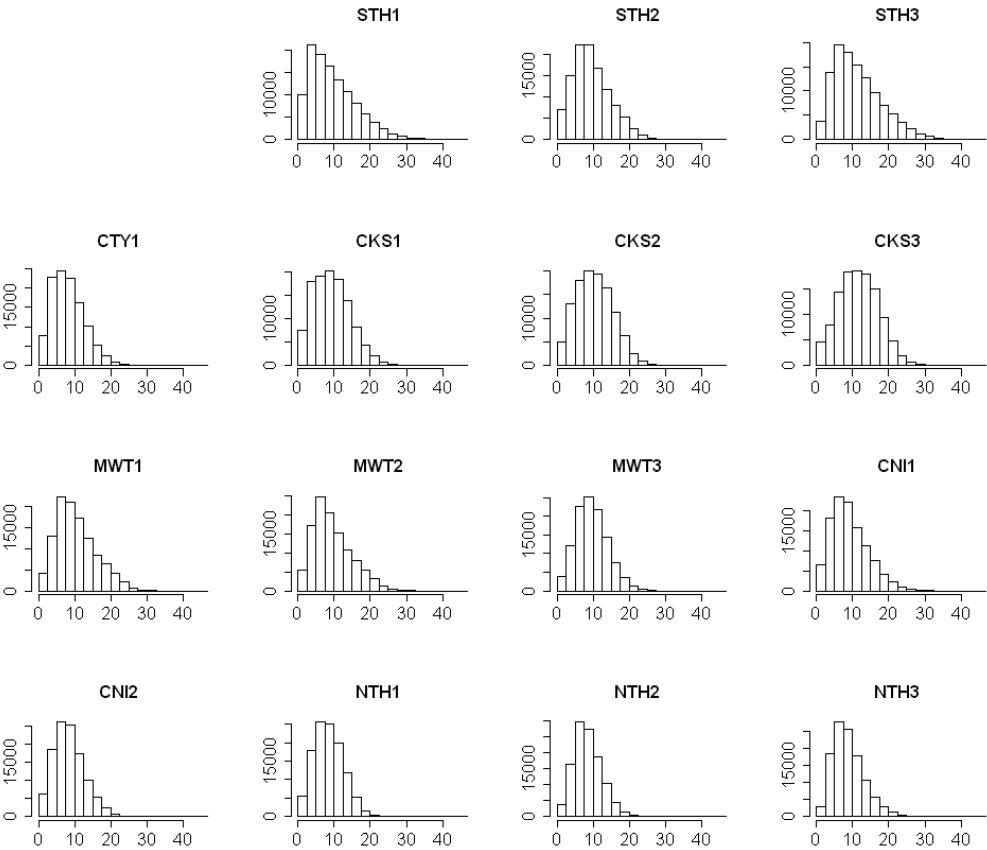 STH1 STH2 STH3
10000 15000 10000
0 0 0
0 10 20 30 40 0 10 20 30 40 0 10 20 30 40
CTY1 CKS1 CKS2 CKS3
15000 10000 10000 10000
0 0 0 0
0 10 20 30 40 0 10 20 30 40 0 10 20 30 40 0 10 20 30 40
MWT1 MWT2 MWT3 CNI1
15000 15000 15000 15000
0 0 0 0
0 10 20 30 40 0 10 20 30 40 0 10 20 30 40 0 10 20 30 40
CNI2 NTH1 NTH2 NTH3
15000 15000 15000 15000
0 0 0 0
0 10 20 30 40 0 10 20 30 40 0 10 20 30 40 0 10 20 30 40